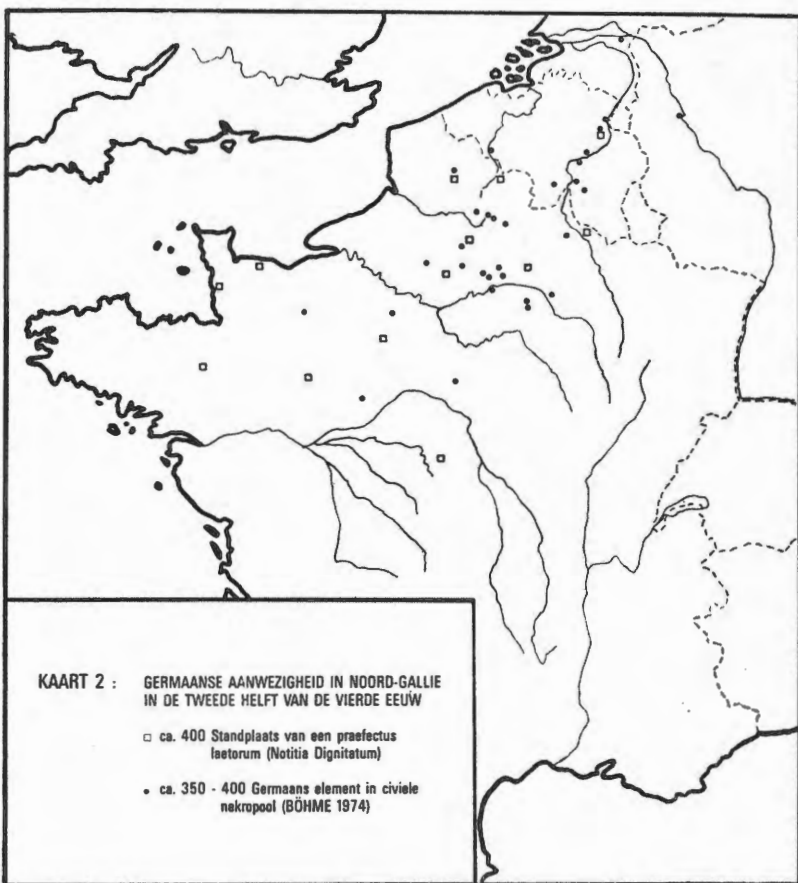 KAART 2 : GERMAANSE AANWEZIGHEID IN NOORD-GALLIE
IN DE TWEEDE HELFT VAN DE VIERDE EEUW
□ ca. 400 Standplaats van een praefectus
laetorum (Notitia Dignitatum)
• ca. 350 - 400 Germaans element in civiele
nekropool (BÖHME 1974)